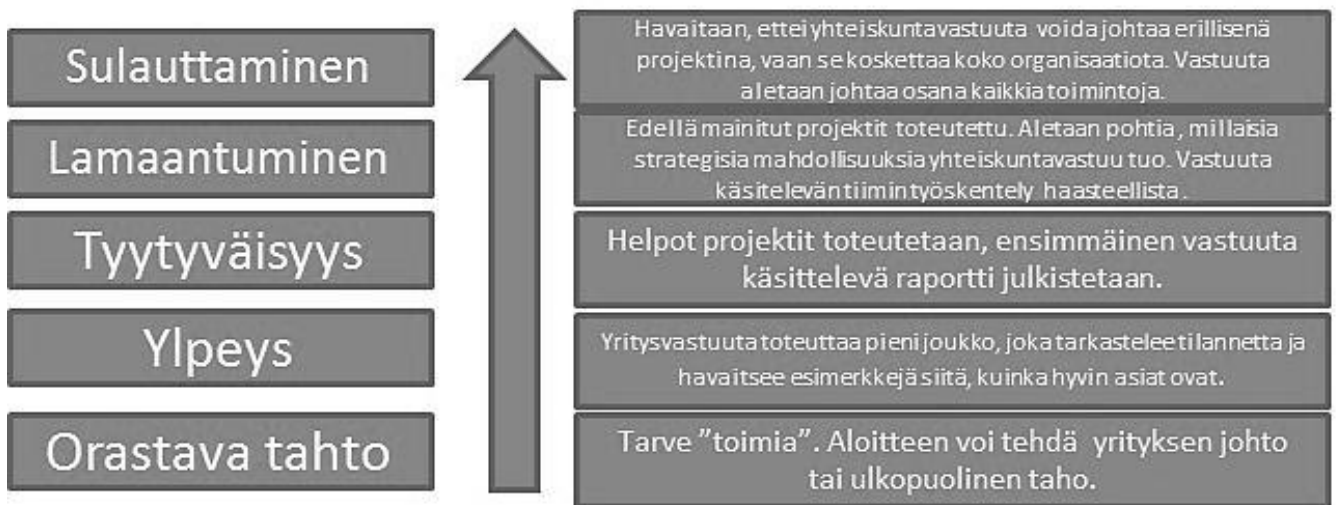 Sulauttaminen
Havaitaan, ettei yhteiskuntavastuuta voida johtaa erillisenä
projektina, vaan se koskettaa koko organisaatiota. Vastuuta
aletaan johtaa osana kaikkia toimintoja.
Lamaantuminen
Edellä mainitut projektit toteutettu. Aletaan pohtia, millaisia
strategisia mahdollisuuksia yhteiskuntavastuu tuo. Vastuuta
käsitelevän tiimin työskentely haasteellista.
Tyytyväisyys
Helpot projektit toteutetaan, ensimmäinen vastuuta
käsittelevä raportti julkistetaan.
Ylpeys
Yritysvastuuta toteuttaa pieni joukko, joka tarkastelee tilannetta ja
havaitsee esimerkkejä siitä, kuinka hyvin asiat ovat.
Orastava tahto
Tarve ”toimia”. Aloitteen voi tehdä yrityksen johto
tai ulkopuolinen taho.